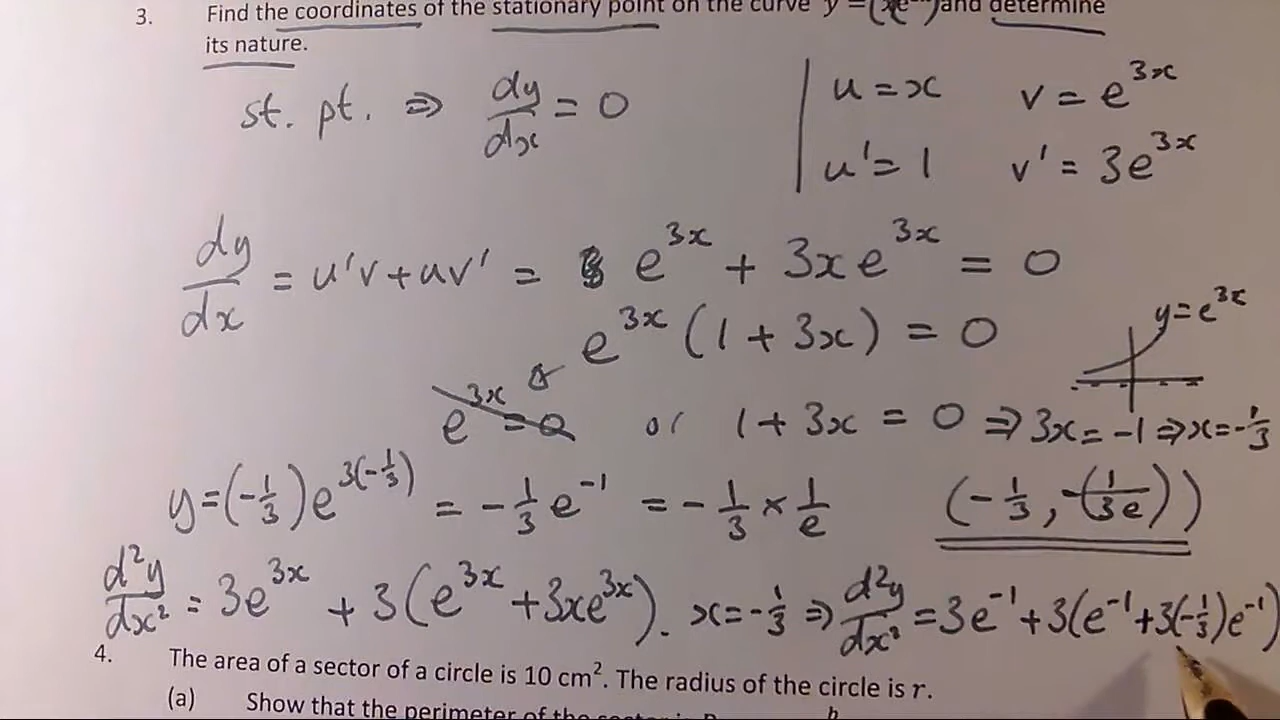 3. Find the coordinates of the stationary point on the curve y = (xe and determine
its nature.
st. pt. ⇒ dy/dx = 0
u = x v = e^3x
u' = 1 v' = 3e^3x
dy/dx = u'v + uv' = e^3x + 3xe^3x = 0
e^3x (1 + 3x) = 0
y = e^3x
e^3x = 0 or 1 + 3x = 0 ⇒ 3x = -1 ⇒ x = -1/3
y = (-1/3)e^3(-1/3) = -1/3 e^-1 = -1/3 × 1/e (-1/3, -(1/3e))
d²y/dx² = 3e^3x + 3(e^3x + 3xe^3x). x = -1/3 ⇒ d²y/dx² = 3e^-1 + 3(e^-1 + 3(-1/3)e^-1)
4. The area of a sector of a circle is 10 cm². The radius of the circle is r.
(a) Show that the perimeter of the sector is P